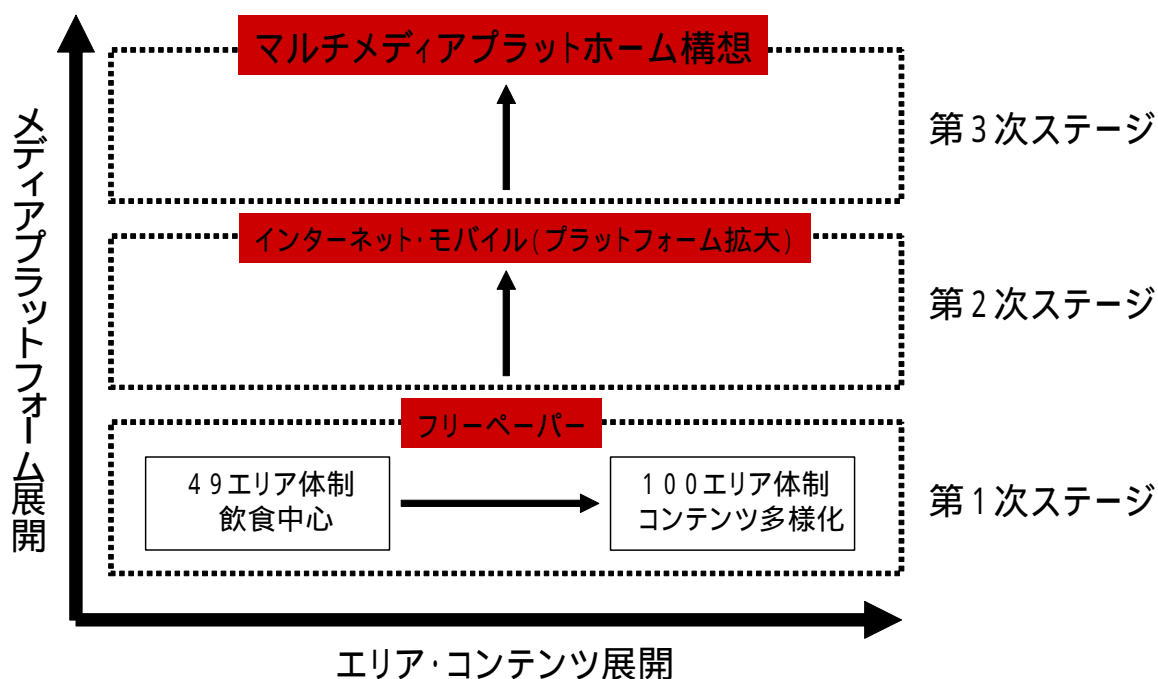 マルチメディアプラットホーム構想
第3次ステージ
インターネット・モバイル(プラットフォーム拡大)
第2次ステージ
フリーペーパー
49エリア体制
飲食中心
100エリア体制
コンテンツ多様化
第1次ステージ
メディアプラットフォーム展開
エリア・コンテンツ展開